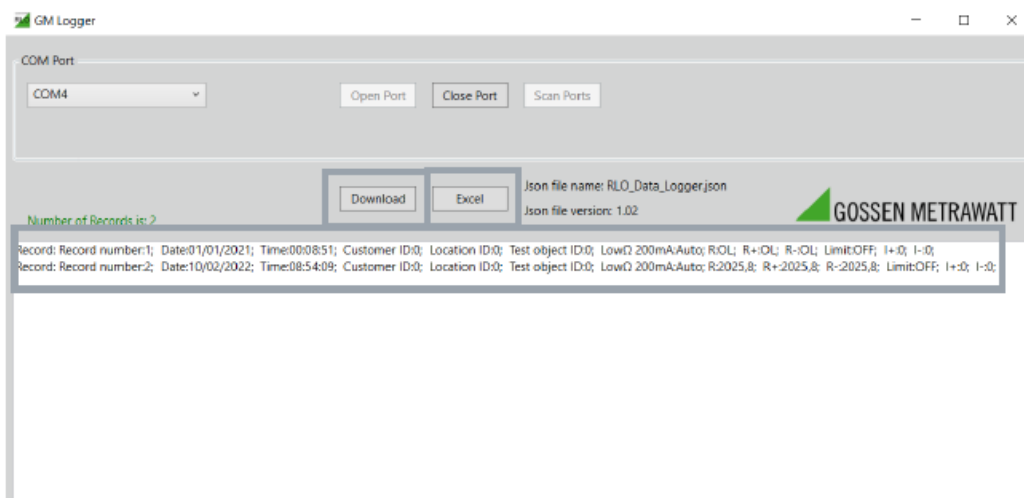 RLO GM Logger
COM Port
COM4
Open Port
Close Port
Scan Ports
Download
Excel
Json file name: RLO_Data_Logger.json
Json file version: 1.02
GOSSEN METRAWATT
Number of Records is: 2
Record: Record number:1; Date:01/01/2021; Time:00:08:51; Customer ID:0; Location ID:0; Test object ID:0; LowΩ 200mA:Auto; R:OL; R+:OL; R-:OL; Limit:OFF; I+:0; I-:0;
Record: Record number:2; Date:10/02/2022; Time:08:54:09; Customer ID:0; Location ID:0; Test object ID:0; LowΩ 200mA:Auto; R:2025,8; R+:2025,8; R-:2025,8; Limit:OFF; I+:0; I-:0;